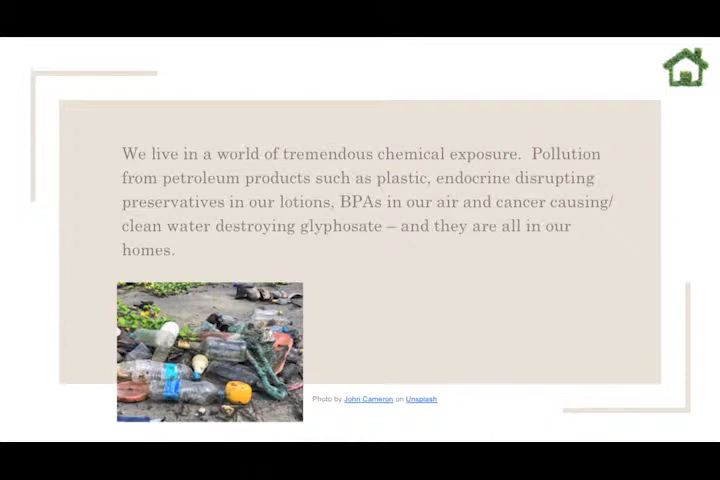 We live in a world of tremendous chemical exposure.  Pollution
from petroleum products such as plastic, endocrine disrupting
preservatives in our lotions, BPAs in our air and cancer causing/
clean water destroying glyphosate – and they are all in our
homes.
Photo by John Cameron on Unsplash